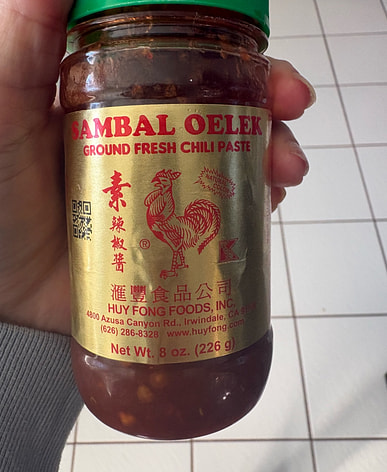 SAMBAL OELEK
GROUND FRESH CHILI PASTE
素
辣
椒
醬
®
K
滙豐食品公司
HUY FONG FOODS, INC.
4800 Azusa Canyon Rd., Irwindale, CA
(626) 286-8328 www.huyfong.com
Net Wt. 8 oz. (226 g)